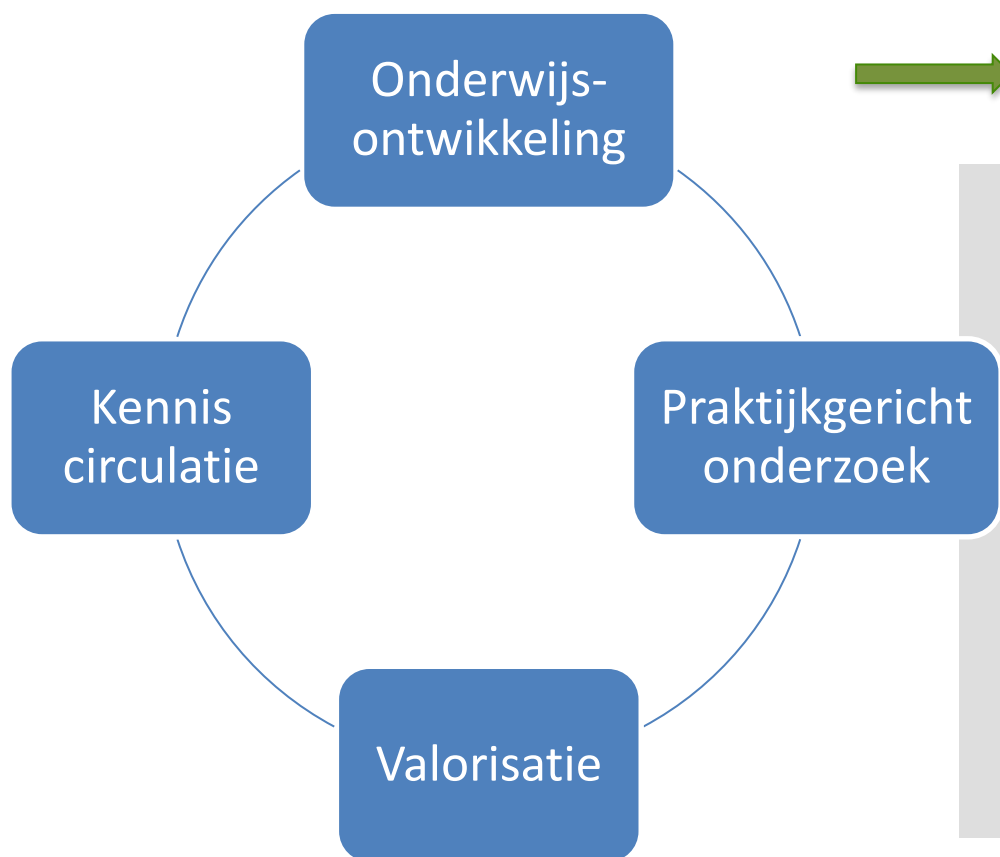 Onderwijs-
ontwikkeling
Kennis
circulatie
Praktijkgericht
onderzoek
Valorisatie